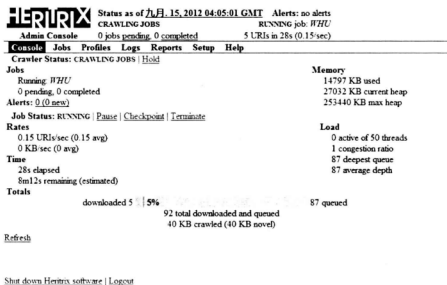 HERITRIX
Status as of 九月. 15, 2012 04:05:01 GMT Alerts: no alerts
CRAWLING JOBS RUNNING job: WHU
Admin Console 0 jobs pending, 0 completed 5 URIs in 28s (0.15/sec)
Console Jobs Profiles Logs Reports Setup Help
Crawler Status: CRAWLING JOBS | Hold
Jobs Memory
Running: WHU 14797 KB used
0 pending, 0 completed 27032 KB current heap
Alerts: 0 (0 new) 253440 KB max heap
Job Status: RUNNING | Pause | Checkpoint | Terminate
Rates Load
0.15 URIs/sec (0.15 avg) 0 active of 50 threads
0 KB/sec (0 avg) 1 congestion ratio
Time 87 deepest queue
28s elapsed 87 average depth
8m12s remaining (estimated)
Totals
downloaded 5 5% 87 queued
92 total downloaded and queued
40 KB crawled (40 KB novel)
Refresh
Shut down Heritrix software | Logout